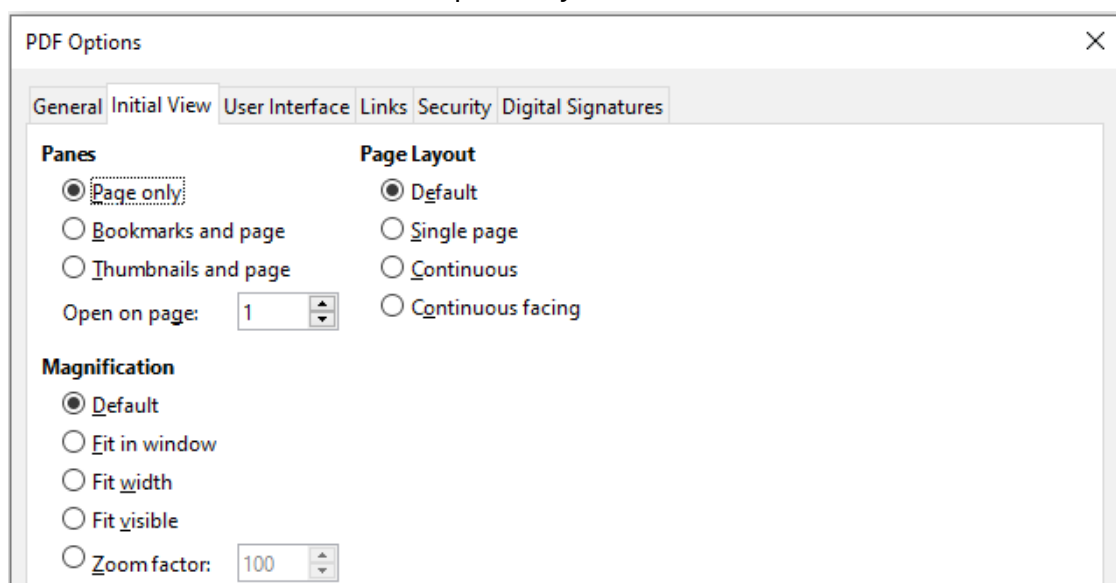 PDF Options
General Initial View User Interface Links Security Digital Signatures
Panes
Page only
Bookmarks and page
Thumbnails and page
Open on page: 1
Page Layout
Default
Single page
Continuous
Continuous facing
Magnification
Default
Fit in window
Fit width
Fit visible
Zoom factor: 100